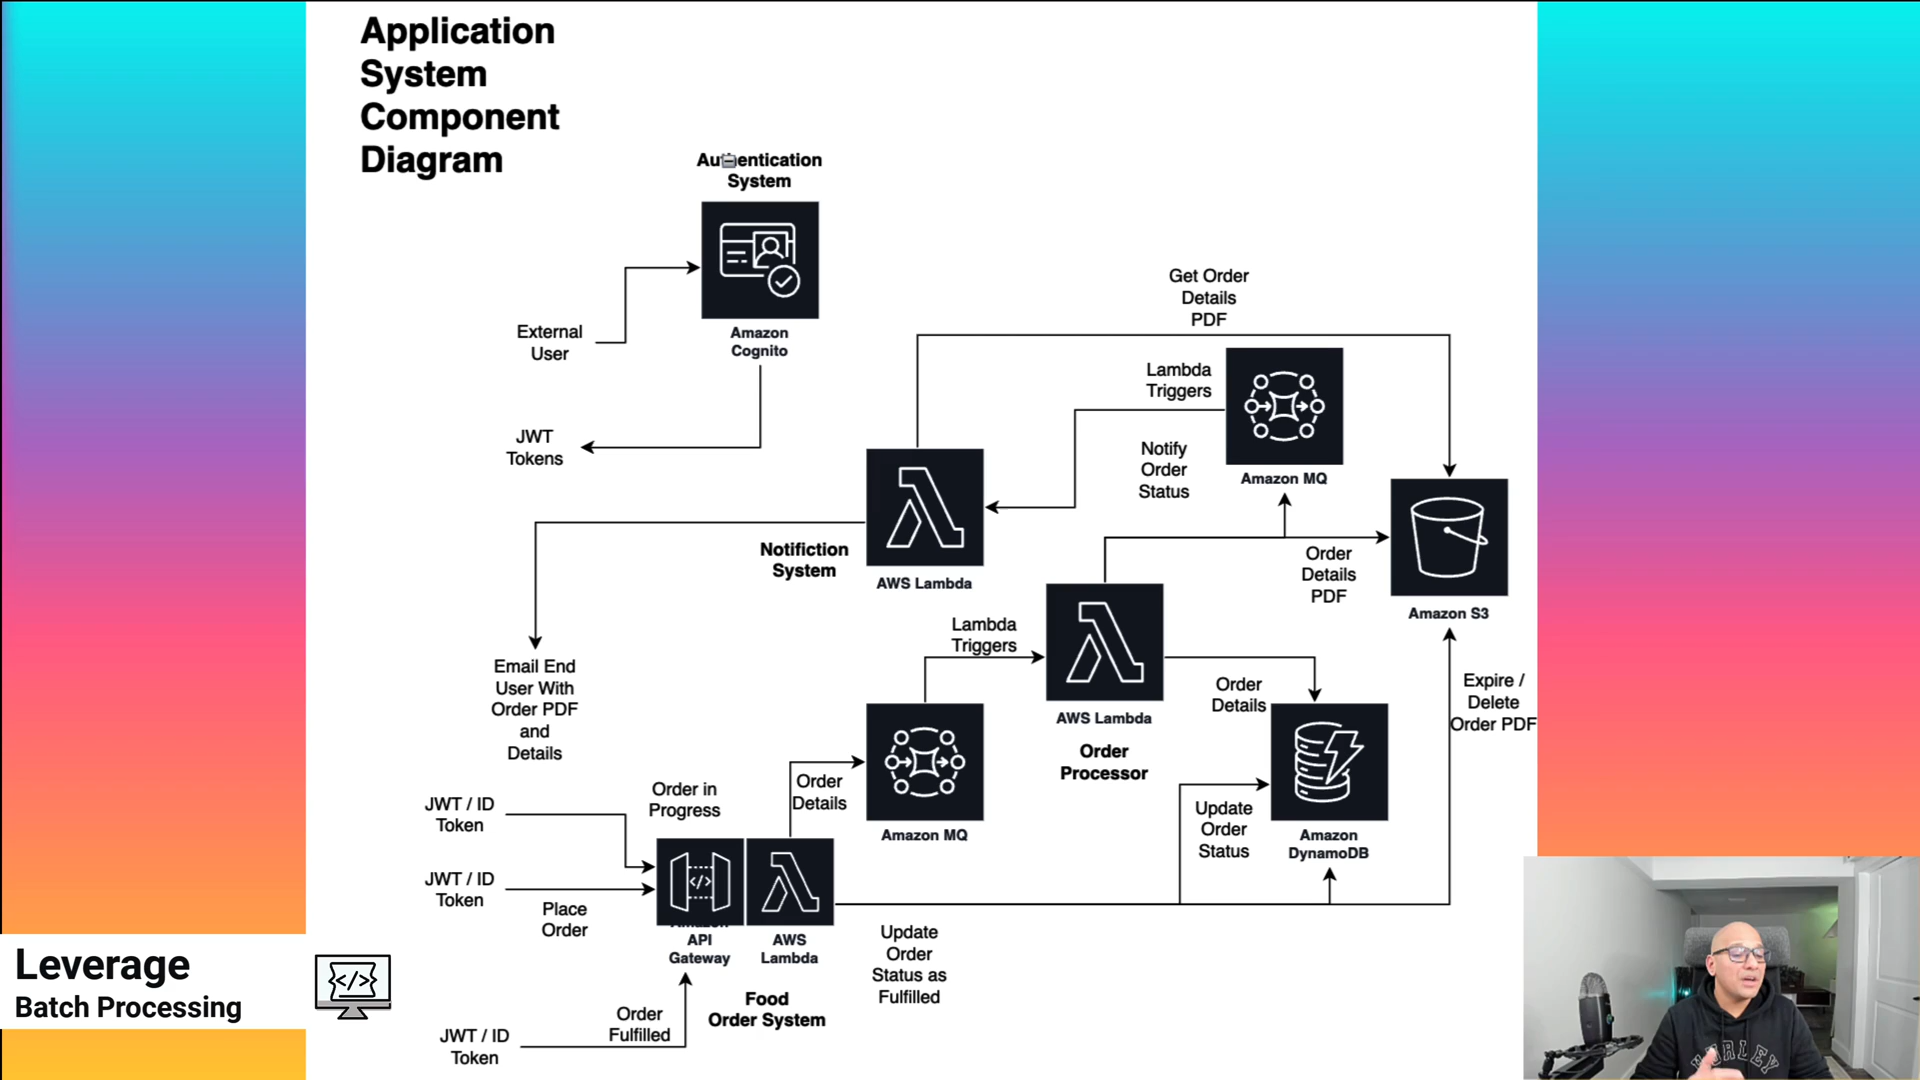 Application
System
Component
Diagram
Authentication
System
Amazon
Cognito
External
User
JWT
Tokens
Get Order
Details
PDF
Lambda
Triggers
Notify
Order
Status
Amazon MQ
Notifiction
System
AWS Lambda
Order
Details
PDF
Amazon S3
Email End
User With
Order PDF
and
Details
Lambda
Triggers
AWS Lambda
Order
Processor
Order
Details
Expire /
Delete
Order PDF
Order in
Progress
Order
Details
Amazon MQ
Update
Order
Status
Amazon
DynamoDB
JWT / ID
Token
JWT / ID
Token
Place
Order
Amazon
API
Gateway
AWS
Lambda
Food
Order System
Update
Order
Status as
Fulfilled
Order
Fulfilled
JWT / ID
Token
Leverage
Batch Processing
</>
HURLEY